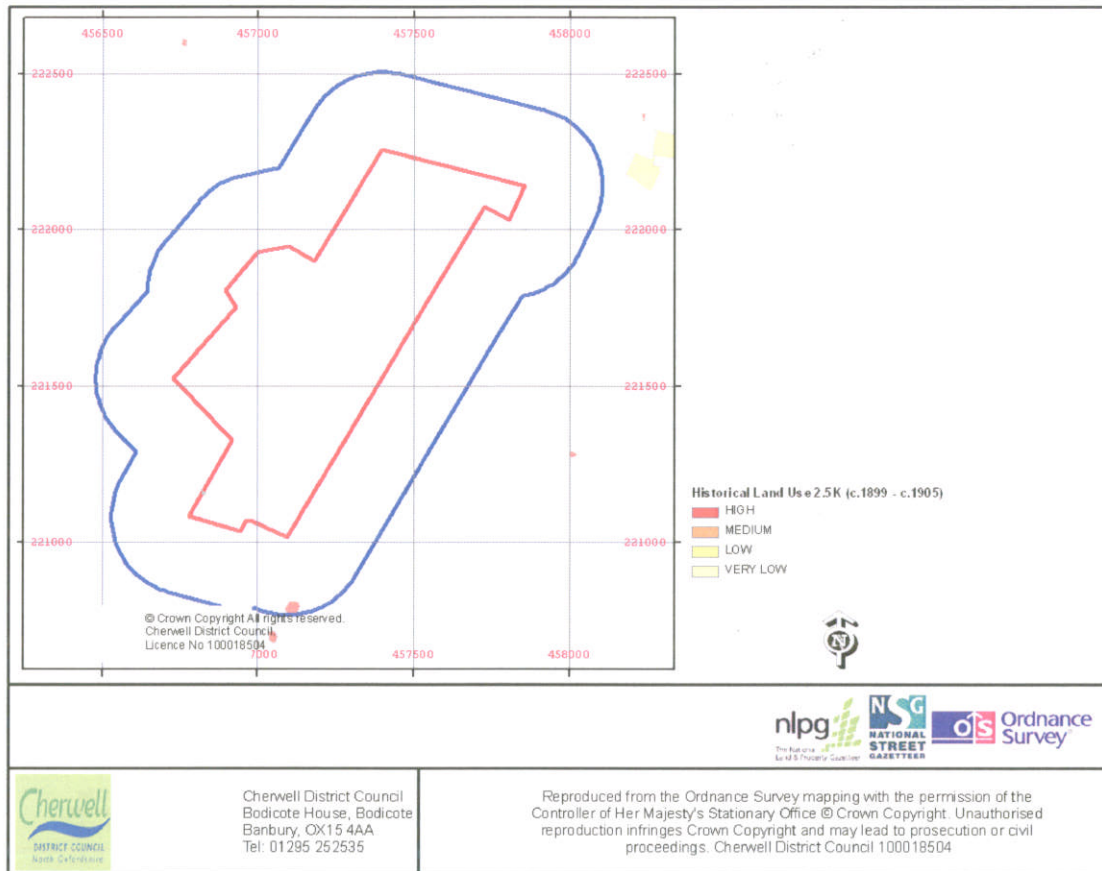 456500 457000 457500 458000
222500 222500
222000 222000
221500 221500
221000 221000
© Crown Copyright All rights reserved.
Cherwell District Council
Licence No 100018504
7000 457500 458000
Historical Land Use 2.5K (c.1899 - c.1905)
HIGH
MEDIUM
LOW
VERY LOW
N
nlpg
The National
Land & Property Gazetteer
NSG
NATIONAL
STREET
GAZETTEER
OS
Ordnance
Survey
Cherwell
DISTRICT COUNCIL
North Oxfordshire
Cherwell District Council
Bodicote House, Bodicote
Banbury, OX15 4AA
Tel: 01295 252535
Reproduced from the Ordnance Survey mapping with the permission of the
Controller of Her Majesty's Stationary Office © Crown Copyright. Unauthorised
reproduction infringes Crown Copyright and may lead to prosecution or civil
proceedings. Cherwell District Council 100018504